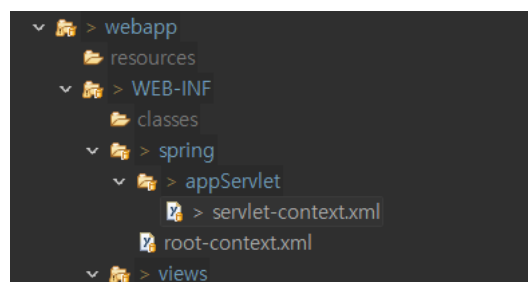 > webapp
resources
> WEB-INF
classes
> spring
> appServlet
> servlet-context.xml
root-context.xml
> views